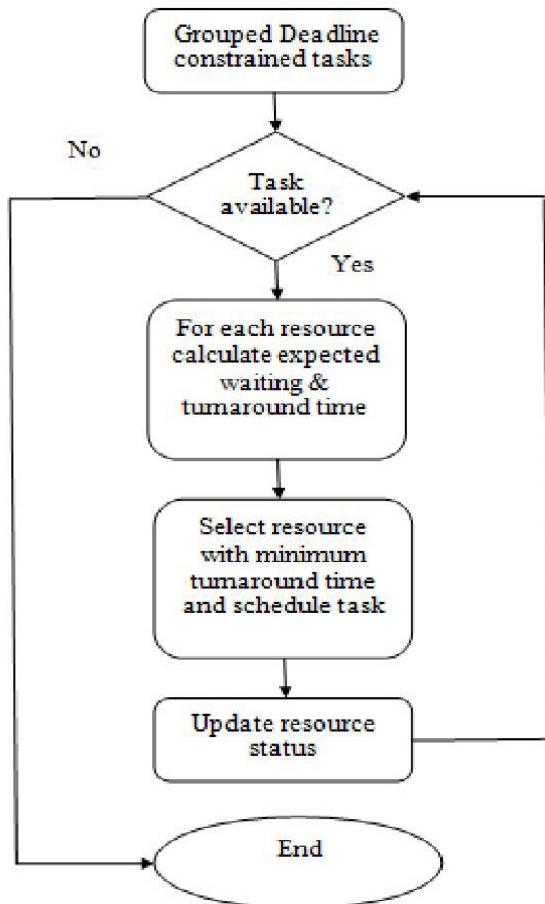 Grouped Deadline
constrained tasks
No
Task
available?
Yes
For each resource
calculate expected
waiting &
turnaround time
Select resource
with minimum
turnaround time
and schedule task
Update resource
status
End